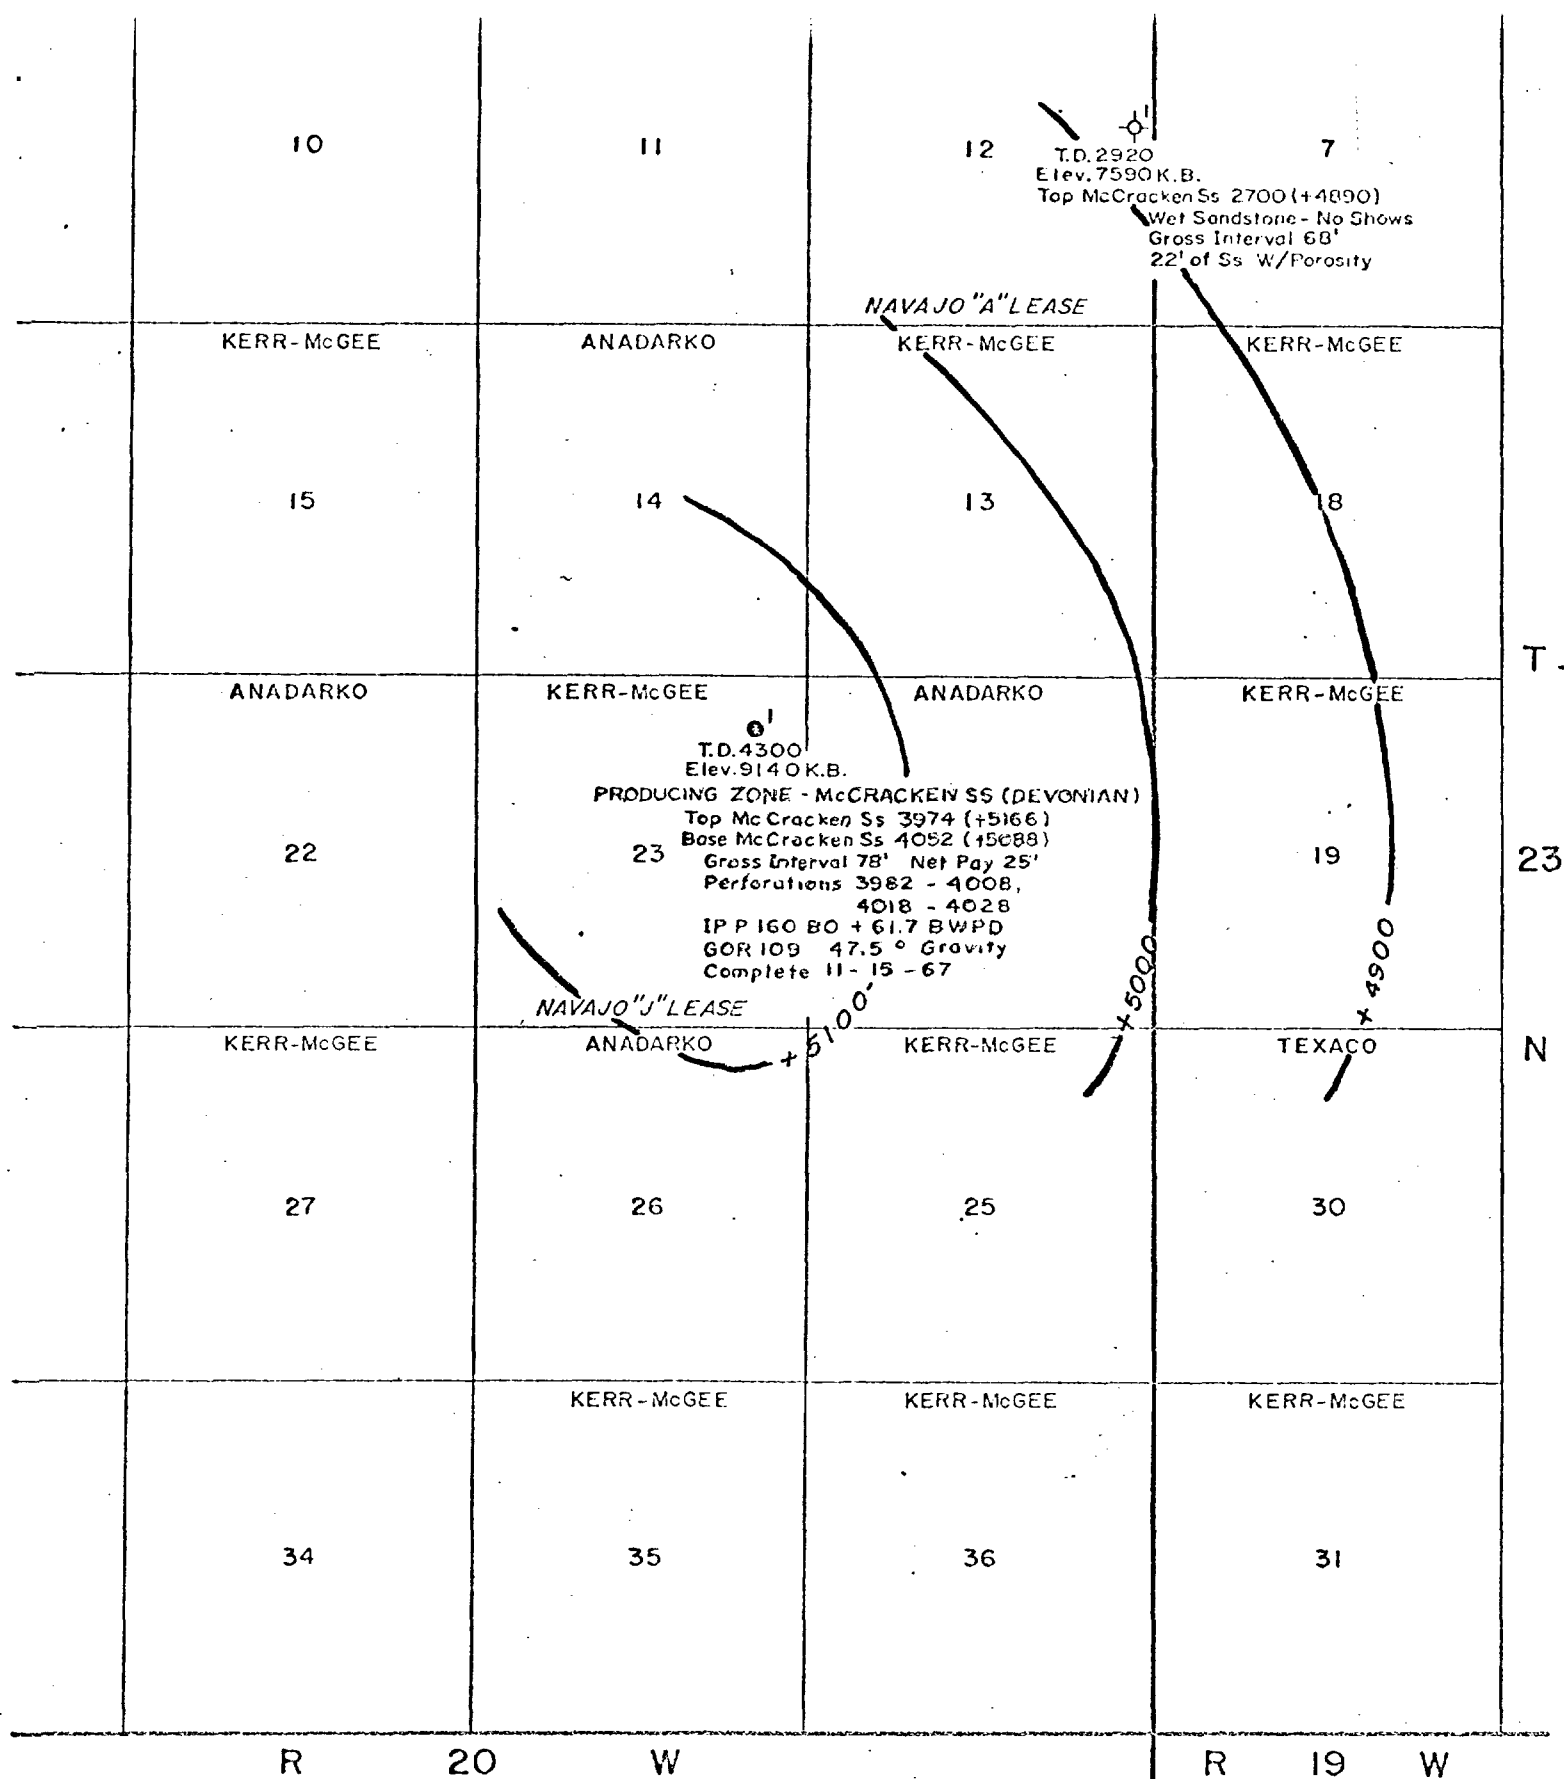 10
11
12
7
1
T.D. 2920
Elev. 7590 K.B.
Top McCracken Ss 2700 (+4890)
Wet Sandstone - No Shows
Gross Interval 68'
22' of Ss W/Porosity
NAVAJO "A" LEASE
KERR-McGEE
ANADARKO
KERR-McGEE
KERR-McGEE
15
14
13
18
T.
ANADARKO
KERR-McGEE
ANADARKO
KERR-McGEE
1
T.D. 4300
Elev. 9140 K.B.
PRODUCING ZONE - McCRACKEN SS (DEVONIAN)
Top McCracken Ss 3974 (+5166)
Base McCracken Ss 4052 (+5088)
Gross Interval 78' Net Pay 25'
Perforations 3982 - 4008,
4018 - 4028
IP P 160 BO + 61.7 BWPD
GOR 109 47.5 ° Gravity
Complete 11-15-67
22
23
19
23
NAVAJO "J" LEASE
+5100
+5000
+4900
KERR-McGEE
ANADARKO
KERR-McGEE
TEXACO
N
27
26
25
30
KERR-McGEE
KERR-McGEE
KERR-McGEE
34
35
36
31
R 20 W
R 19 W